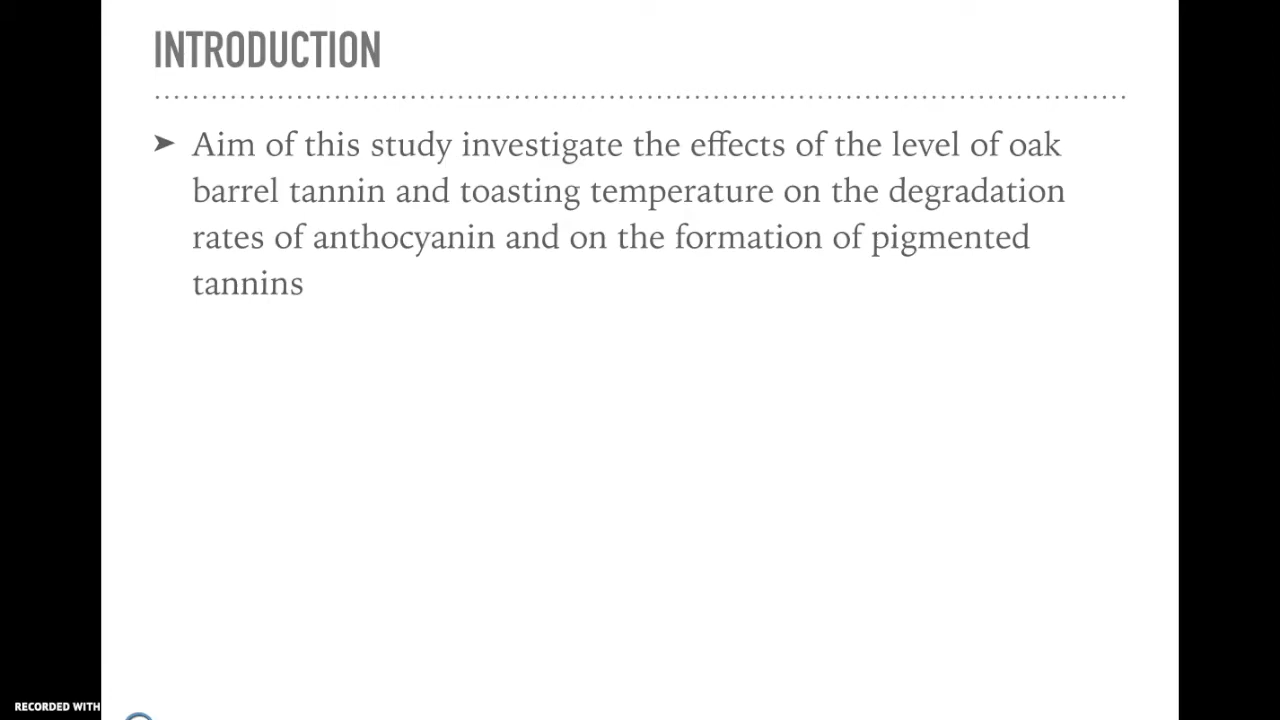 INTRODUCTION
➤ Aim of this study investigate the effects of the level of oak
barrel tannin and toasting temperature on the degradation
rates of anthocyanin and on the formation of pigmented
tannins
RECORDED WITH